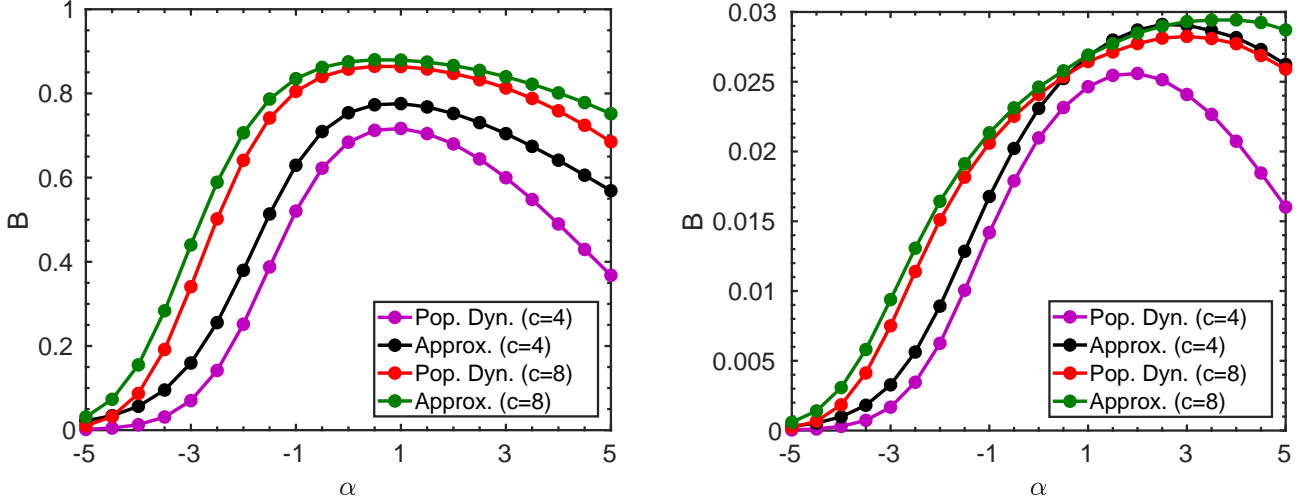 1
0.8
0.6
0.4
0.2
0
B
-5 -3 -1 1 3 5
α
Pop. Dyn. (c=4)
Approx. (c=4)
Pop. Dyn. (c=8)
Approx. (c=8)
0.03
0.025
0.02
0.015
0.01
0.005
0
B
-5 -3 -1 1 3 5
α
Pop. Dyn. (c=4)
Approx. (c=4)
Pop. Dyn. (c=8)
Approx. (c=8)